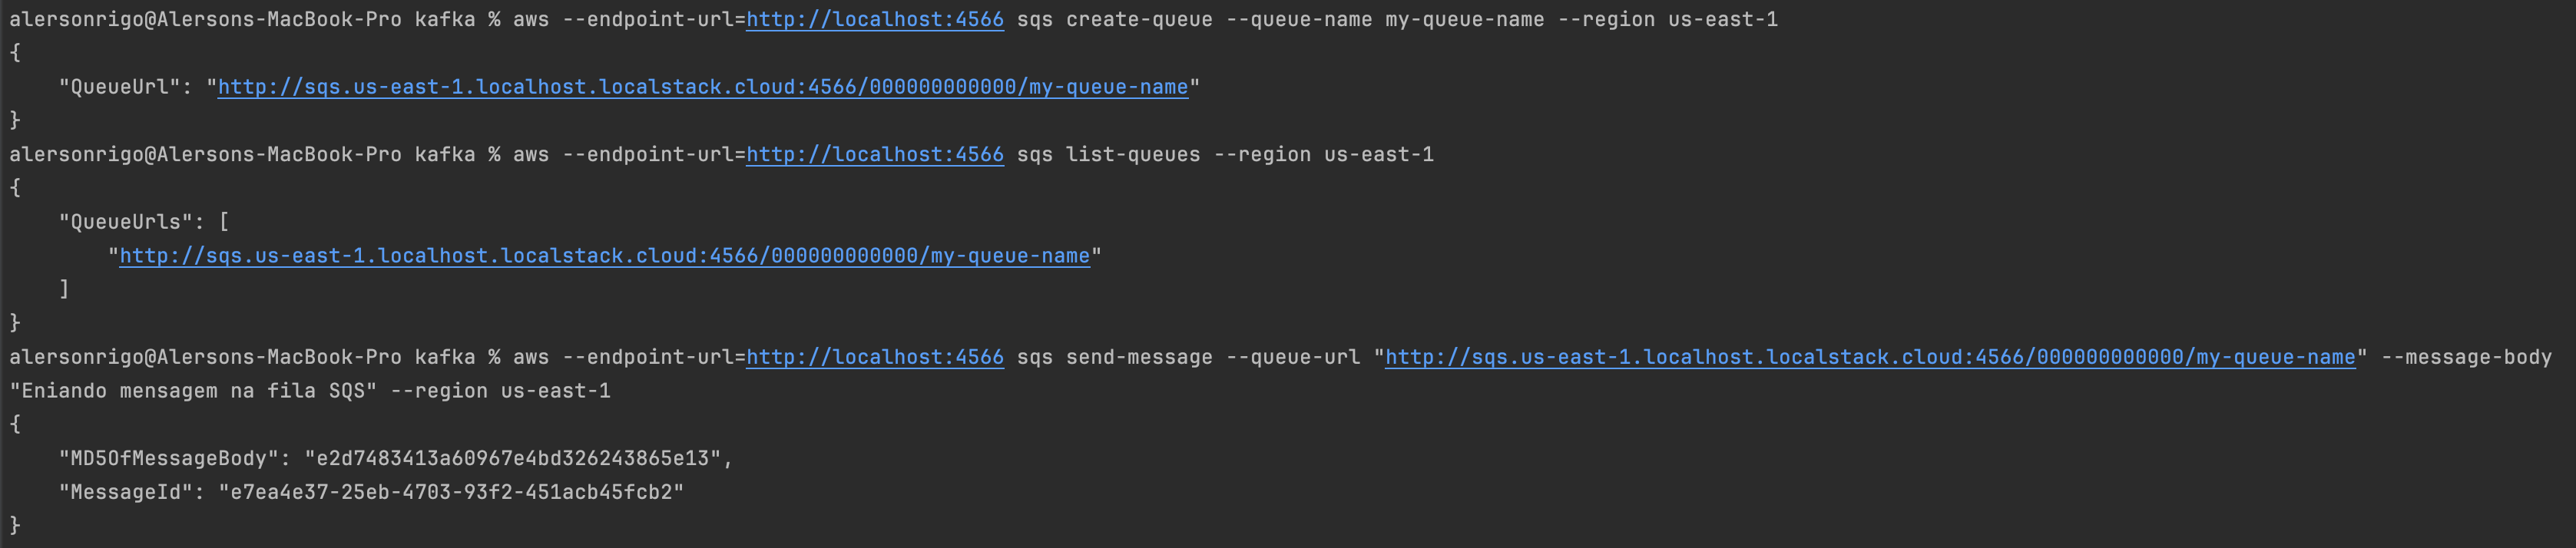 alersonrigo@Alersons-MacBook-Pro kafka % aws --endpoint-url=http://localhost:4566 sqs create-queue --queue-name my-queue-name --region us-east-1
{
    "QueueUrl": "http://sqs.us-east-1.localhost.localstack.cloud:4566/000000000000/my-queue-name"
}
alersonrigo@Alersons-MacBook-Pro kafka % aws --endpoint-url=http://localhost:4566 sqs list-queues --region us-east-1
{
    "QueueUrls": [
        "http://sqs.us-east-1.localhost.localstack.cloud:4566/000000000000/my-queue-name"
    ]
}
alersonrigo@Alersons-MacBook-Pro kafka % aws --endpoint-url=http://localhost:4566 sqs send-message --queue-url "http://sqs.us-east-1.localhost.localstack.cloud:4566/000000000000/my-queue-name" --message-body
"Eniando mensagem na fila SQS" --region us-east-1
{
    "MD5OfMessageBody": "e2d7483413a60967e4bd326243865e13",
    "MessageId": "e7ea4e37-25eb-4703-93f2-451acb45fcb2"
}